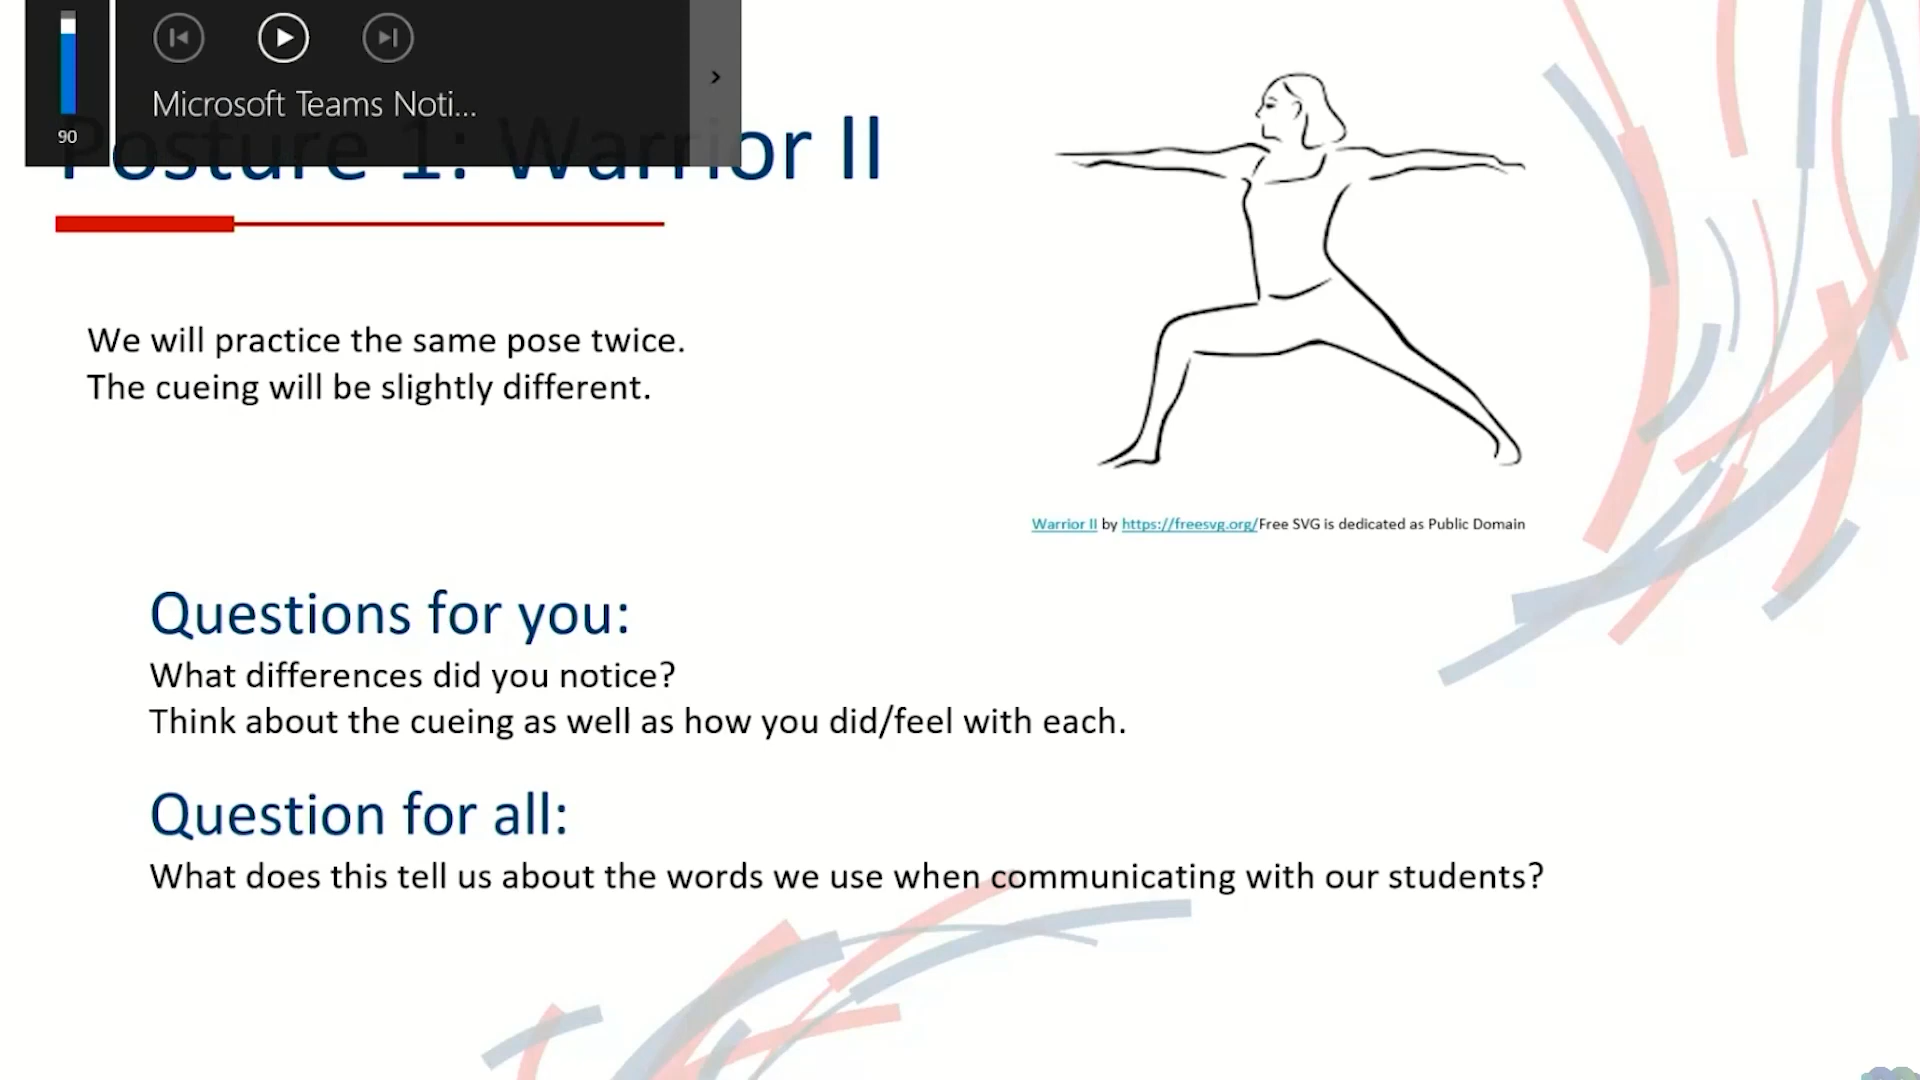 Microsoft Teams Noti...
90
Posture 1: Warrior II
We will practice the same pose twice.
The cueing will be slightly different.
Warrior II by https://freesvg.org/Free SVG is dedicated as Public Domain
Questions for you:
What differences did you notice?
Think about the cueing as well as how you did/feel with each.
Question for all:
What does this tell us about the words we use when communicating with our students?